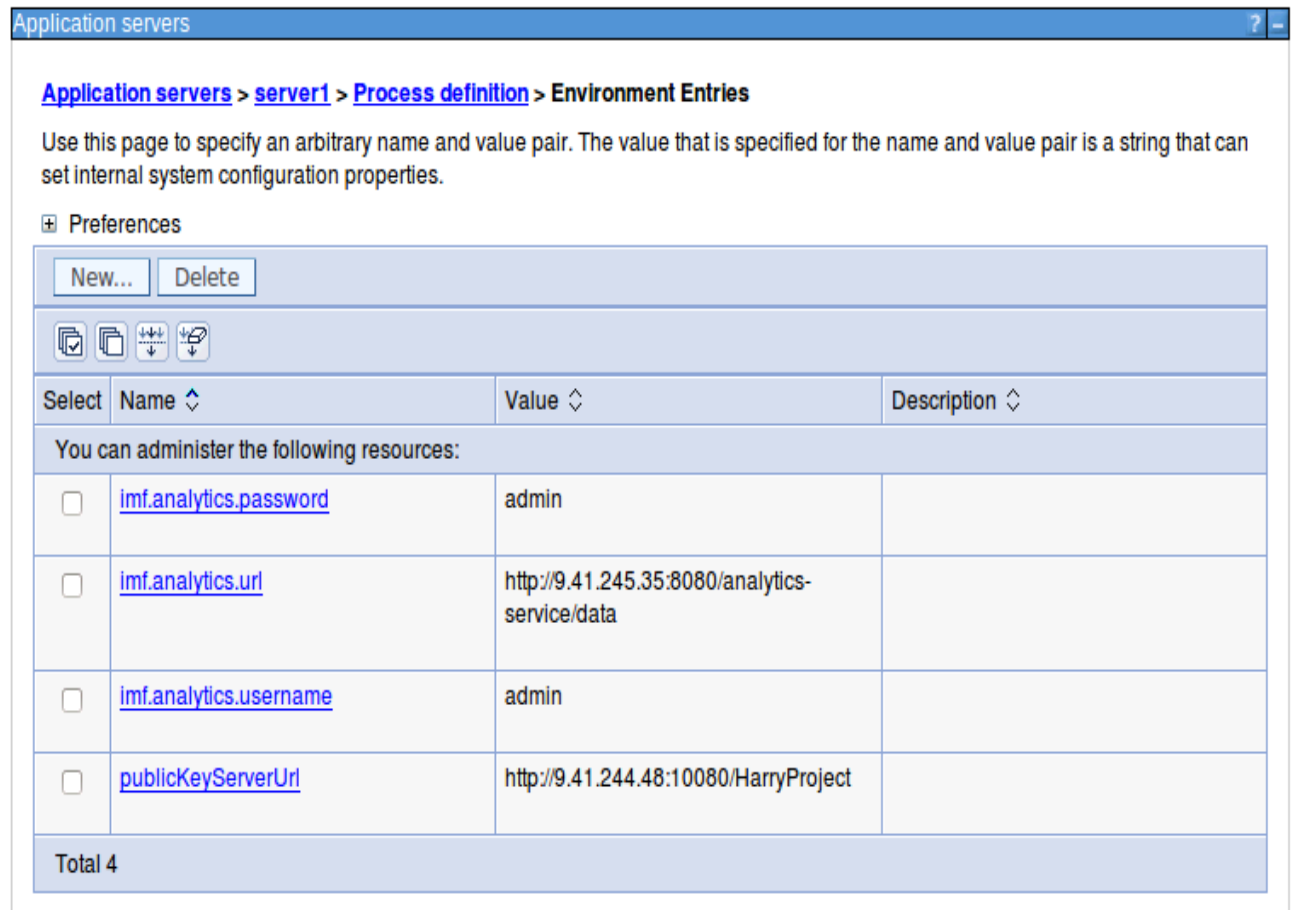 Application servers ? –
Application servers > server1 > Process definition > Environment Entries
Use this page to specify an arbitrary name and value pair. The value that is specified for the name and value pair is a string that can
set internal system configuration properties.
+ Preferences
New... Delete
Select Name Value Description
You can administer the following resources:
imf.analytics.password admin
imf.analytics.url http://9.41.245.35:8080/analytics-
service/data
imf.analytics.username admin
publicKeyServerUrl http://9.41.244.48:10080/HarryProject
Total 4